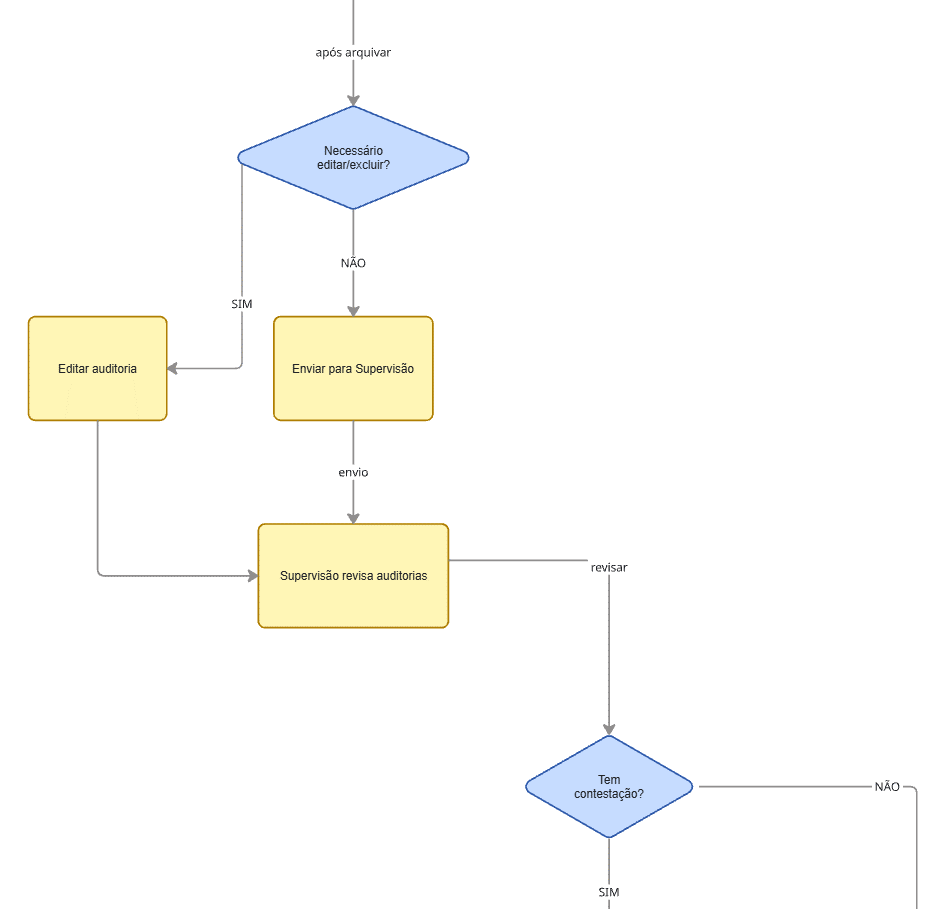 após arquivar
Necessário
editar/excluir?
NÃO
SIM
Editar auditoria
Enviar para Supervisão
envio
Supervisão revisa auditorias
revisar
Tem
contestação?
NÃO
SIM